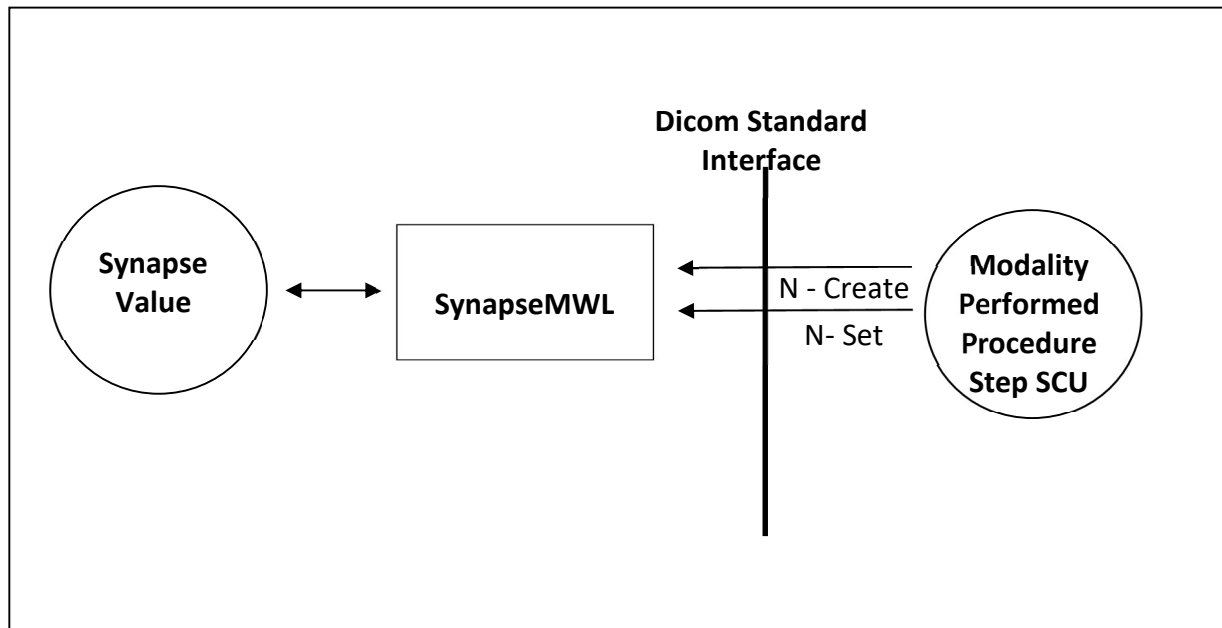 Dicom Standard
Interface
Synapse
Value
SynapseMWL
N - Create
N- Set
Modality
Performed
Procedure
Step SCU